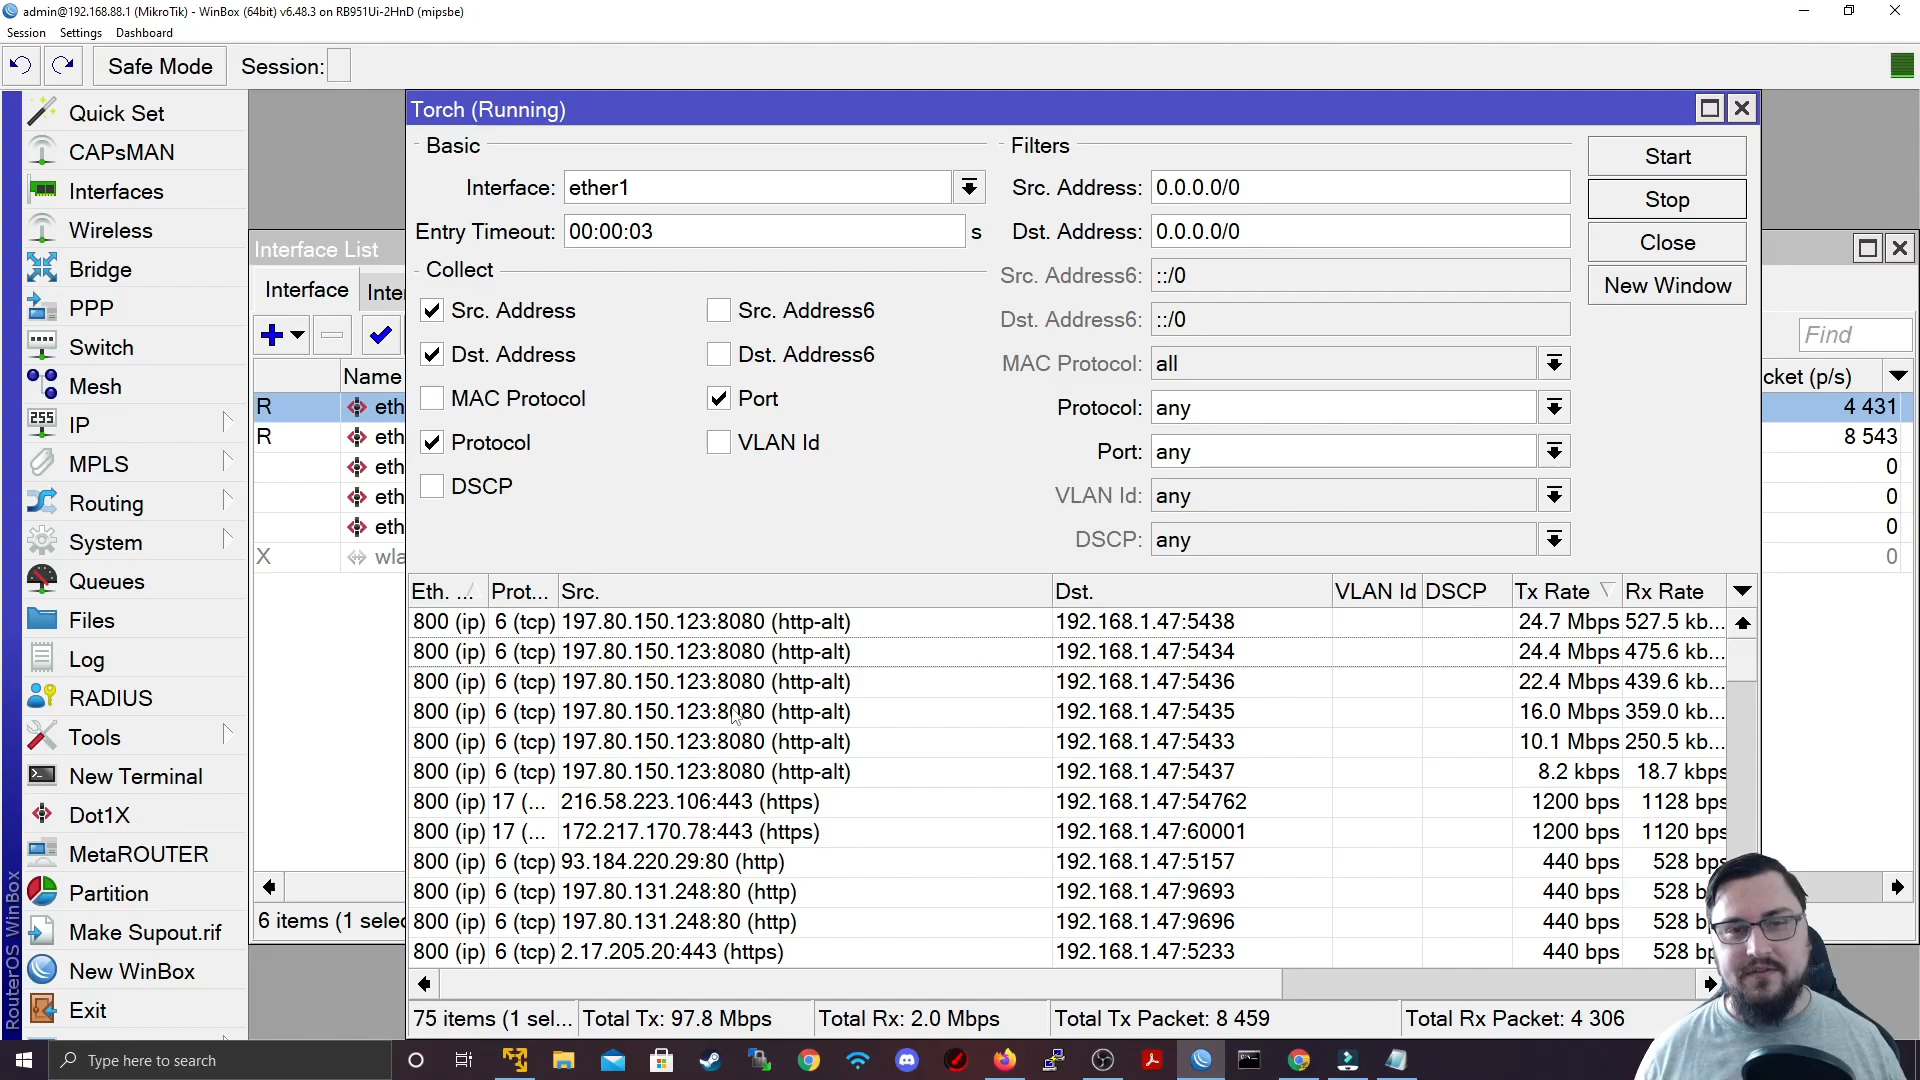 admin@192.168.88.1 (MikroTik) - WinBox (64bit) v6.48.3 on RB951Ui-2HnD (mipsbe)
Session Settings Dashboard
Safe Mode Session:
Quick Set
CAPsMAN
Interfaces
Wireless
Bridge
PPP
Switch
Mesh
IP
MPLS
Routing
System
Queues
Files
Log
RADIUS
Tools
New Terminal
Dot1X
MetaROUTER
Partition
Make Supout.rif
New WinBox
Exit
RouterOS WinBox
Interface List
Interface Inter
Name
R eth
R eth
eth
eth
eth
X wla
6 items (1 selec
Find
cket (p/s)
4 431
8 543
0
0
0
0
Torch (Running)
Basic
Interface: ether1
Entry Timeout: 00:00:03 s
Collect
Src. Address Src. Address6
Dst. Address Dst. Address6
MAC Protocol Port
Protocol VLAN Id
DSCP
Filters
Src. Address: 0.0.0.0/0
Dst. Address: 0.0.0.0/0
Src. Address6: ::/0
Dst. Address6: ::/0
MAC Protocol: all
Protocol: any
Port: any
VLAN Id: any
DSCP: any
Start
Stop
Close
New Window
Eth. ... Prot... Src. Dst. VLAN Id DSCP Tx Rate Rx Rate
800 (ip) 6 (tcp) 197.80.150.123:8080 (http-alt) 192.168.1.47:5438 24.7 Mbps 527.5 kb...
800 (ip) 6 (tcp) 197.80.150.123:8080 (http-alt) 192.168.1.47:5434 24.4 Mbps 475.6 kb...
800 (ip) 6 (tcp) 197.80.150.123:8080 (http-alt) 192.168.1.47:5436 22.4 Mbps 439.6 kb...
800 (ip) 6 (tcp) 197.80.150.123:8080 (http-alt) 192.168.1.47:5435 16.0 Mbps 359.0 kb...
800 (ip) 6 (tcp) 197.80.150.123:8080 (http-alt) 192.168.1.47:5433 10.1 Mbps 250.5 kb...
800 (ip) 6 (tcp) 197.80.150.123:8080 (http-alt) 192.168.1.47:5437 8.2 kbps 18.7 kbps
800 (ip) 17 (... 216.58.223.106:443 (https) 192.168.1.47:54762 1200 bps 1128 bps
800 (ip) 17 (... 172.217.170.78:443 (https) 192.168.1.47:60001 1200 bps 1120 bps
800 (ip) 6 (tcp) 93.184.220.29:80 (http) 192.168.1.47:5157 440 bps 528 bps
800 (ip) 6 (tcp) 197.80.131.248:80 (http) 192.168.1.47:9693 440 bps 528 b
800 (ip) 6 (tcp) 197.80.131.248:80 (http) 192.168.1.47:9696 440 bps 528 b
800 (ip) 6 (tcp) 2.17.205.20:443 (https) 192.168.1.47:5233 440 bps 528 bp
75 items (1 sel... Total Tx: 97.8 Mbps Total Rx: 2.0 Mbps Total Tx Packet: 8 459 Total Rx Packet: 4 306
Type here to search